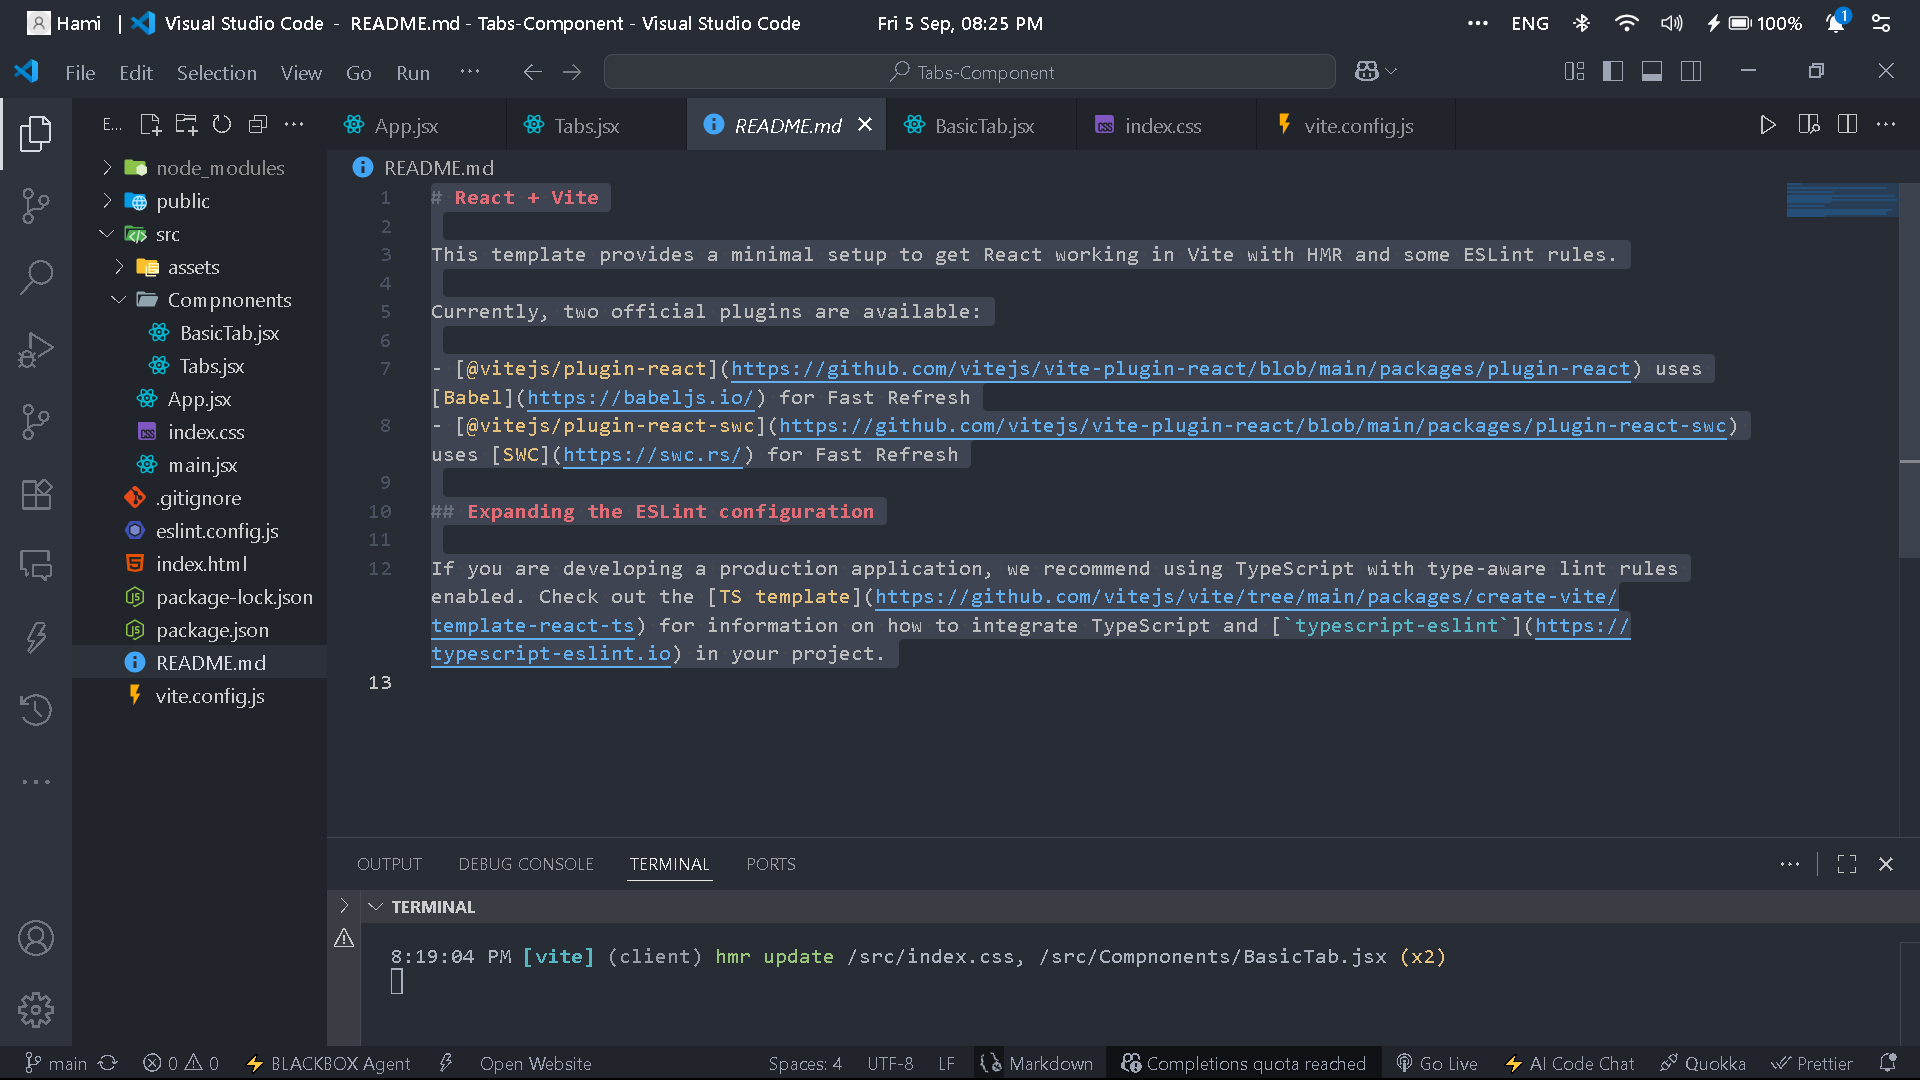 Hami | Visual Studio Code - README.md - Tabs-Component - Visual Studio Code Fri 5 Sep, 08:25 PM ENG 100% 1
File Edit Selection View Go Run Tabs-Component
E... App.jsx Tabs.jsx README.md BasicTab.jsx index.css vite.config.js
node_modules
public
src
assets
Compnonents
BasicTab.jsx
Tabs.jsx
App.jsx
index.css
main.jsx
.gitignore
eslint.config.js
index.html
package-lock.json
package.json
README.md
vite.config.js
README.md
1 # React + Vite
2
3 This template provides a minimal setup to get React working in Vite with HMR and some ESLint rules.
4
5 Currently, two official plugins are available:
6
7 - [@vitejs/plugin-react](https://github.com/vitejs/vite-plugin-react/blob/main/packages/plugin-react) uses
[Babel](https://babeljs.io/) for Fast Refresh
8 - [@vitejs/plugin-react-swc](https://github.com/vitejs/vite-plugin-react/blob/main/packages/plugin-react-swc)
uses [SWC](https://swc.rs/) for Fast Refresh
9
10 ## Expanding the ESLint configuration
11
12 If you are developing a production application, we recommend using TypeScript with type-aware lint rules
enabled. Check out the [TS template](https://github.com/vitejs/vite/tree/main/packages/create-vite/
template-react-ts) for information on how to integrate TypeScript and [`typescript-eslint`](https://
typescript-eslint.io) in your project.
13
OUTPUT DEBUG CONSOLE TERMINAL PORTS
TERMINAL
8:19:04 PM [vite] (client) hmr update /src/index.css, /src/Compnonents/BasicTab.jsx (x2)
main 0 0 BLACKBOX Agent Open Website Spaces: 4 UTF-8 LF Markdown Completions quota reached Go Live AI Code Chat Quokka Prettier